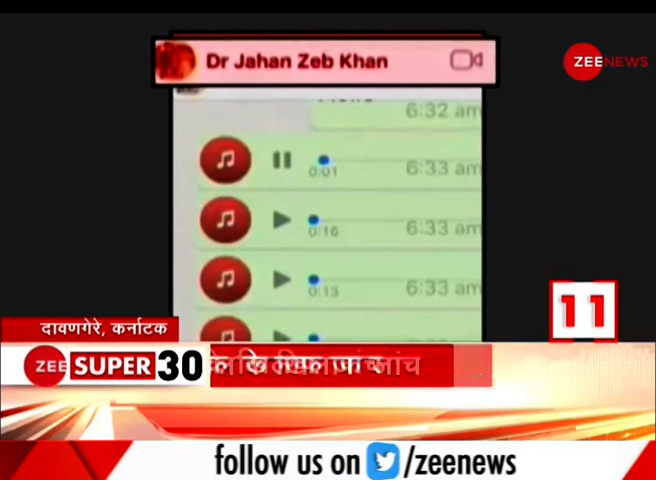 Dr Jahan Zeb Khan
ZEE NEWS
6:32 am
0:01 6:33 am
0:16 6:33 am
0:13 6:33 am
11
दावणगेरे, कर्नाटक
ZEE SUPER 30
follow us on /zeenews